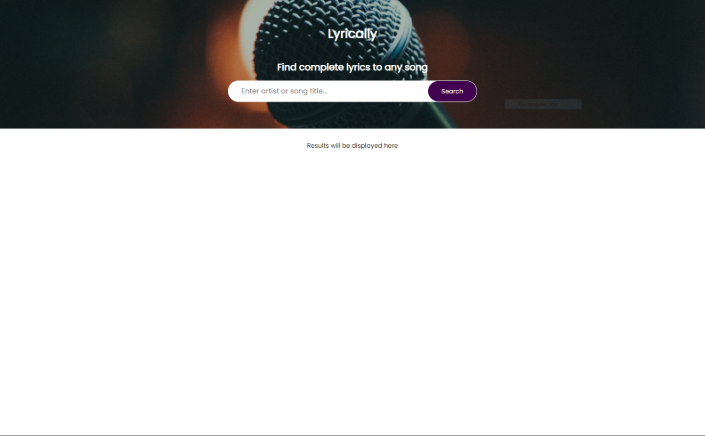 Lyrically
Find complete lyrics to any song
Enter artist or song title...
Search
Results will be displayed here